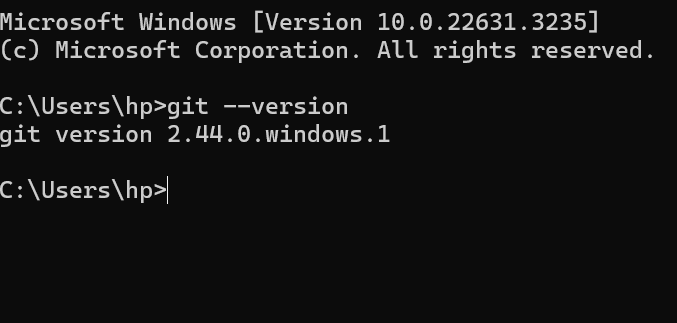 Microsoft Windows [Version 10.0.22631.3235]
(c) Microsoft Corporation. All rights reserved.
C:\Users\hp>git --version
git version 2.44.0.windows.1
C:\Users\hp>